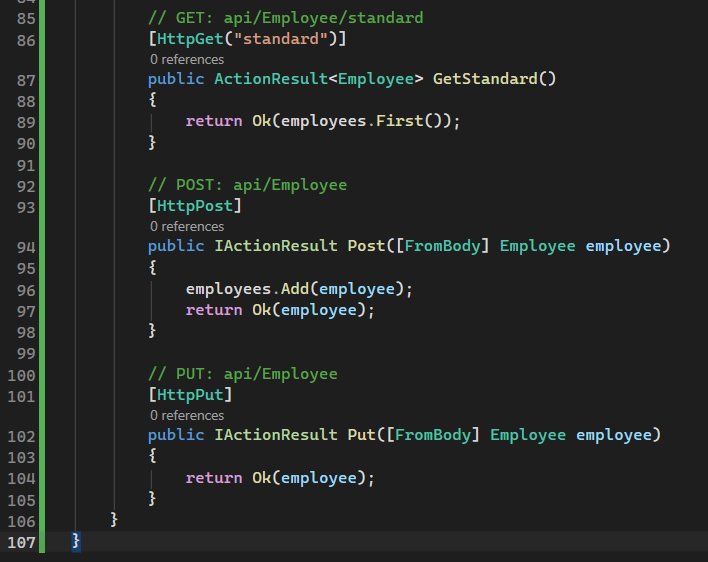 85 // GET: api/Employee/standard
86 [HttpGet("standard")]
0 references
87 public ActionResult<Employee> GetStandard()
88 {
89 return Ok(employees.First());
90 }
91
92 // POST: api/Employee
93 [HttpPost]
0 references
94 public IActionResult Post([FromBody] Employee employee)
95 {
96 employees.Add(employee);
97 return Ok(employee);
98 }
99
100 // PUT: api/Employee
101 [HttpPut]
0 references
102 public IActionResult Put([FromBody] Employee employee)
103 {
104 return Ok(employee);
105 }
106 }
107 }